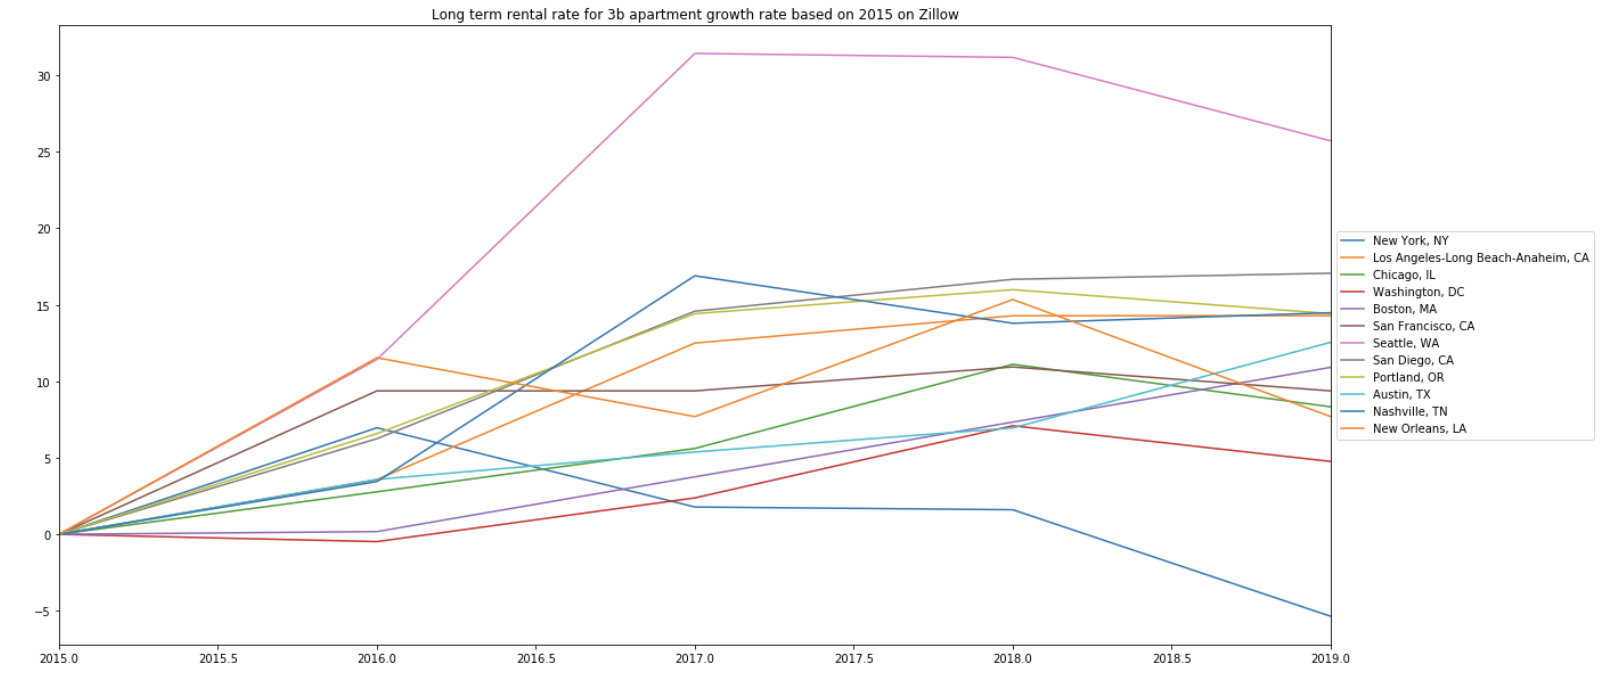 Long term rental rate for 3b apartment growth rate based on 2015 on Zillow
30
25
20
15
10
5
0
−5
2015.0 2015.5 2016.0 2016.5 2017.0 2017.5 2018.0 2018.5 2019.0
New York, NY
Los Angeles-Long Beach-Anaheim, CA
Chicago, IL
Washington, DC
Boston, MA
San Francisco, CA
Seattle, WA
San Diego, CA
Portland, OR
Austin, TX
Nashville, TN
New Orleans, LA